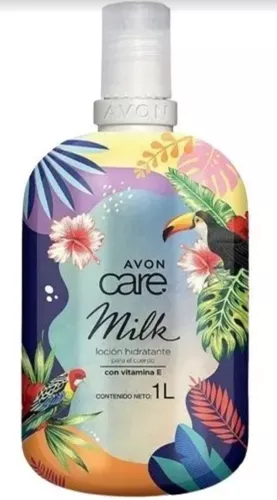 AVON
AVON
care
Milk
loción hidratante
para el cuerpo
con vitamina E
CONTENIDO NETO: 1L